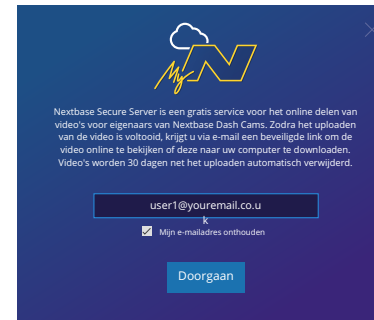 My N
Nextbase Secure Server is een gratis service voor het online delen van
video's voor eigenaars van Nextbase Dash Cams. Zodra het uploaden
van de video is voltooid, krijgt u via e-mail een beveiligde link om de
video online te bekijken of deze naar uw computer te downloaden.
Video's worden 30 dagen net het uploaden automatisch verwijderd.
user1@youremail.co.u
k
Mijn e-mailadres onthouden
Doorgaan